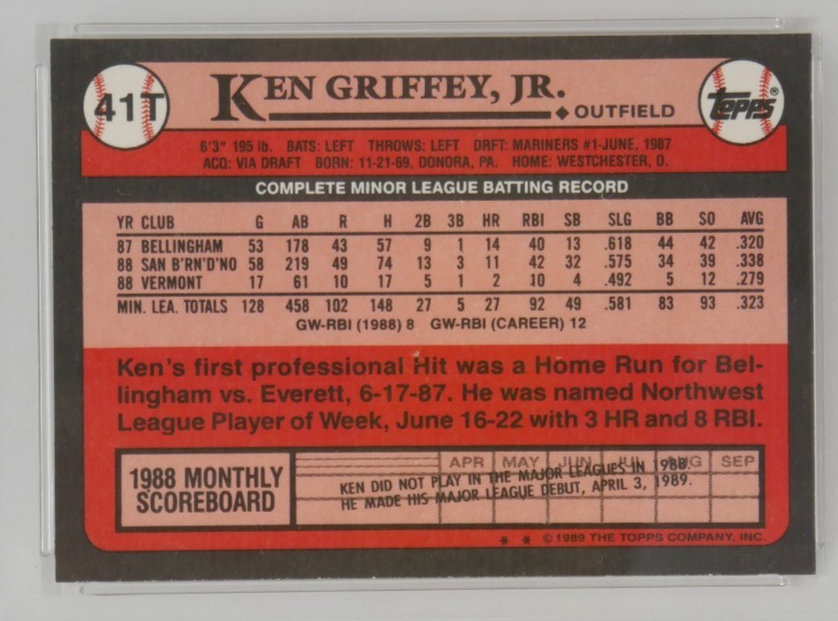 41T
KEN GRIFFEY, JR.
◆ OUTFIELD
TOPPS®
6'3" 195 lb. BATS: LEFT THROWS: LEFT DRFT: MARINERS #1-JUNE, 1987
ACQ: VIA DRAFT BORN: 11-21-69, DONORA, PA. HOME: WESTCHESTER, O.
COMPLETE MINOR LEAGUE BATTING RECORD
YR CLUB G AB R H 2B 3B HR RBI SB SLG BB SO AVG
87 BELLINGHAM 53 178 43 57 9 1 14 40 13 .618 44 42 .320
88 SAN B'RN'D'NO 58 219 49 74 13 3 11 42 32 .575 34 39 .338
88 VERMONT 17 61 10 17 5 1 2 10 4 .492 5 12 .279
MIN. LEA. TOTALS 128 458 102 148 27 5 27 92 49 .581 83 93 .323
GW-RBI (1988) 8 GW-RBI (CAREER) 12
Ken's first professional Hit was a Home Run for Bel-
lingham vs. Everett, 6-17-87. He was named Northwest
League Player of Week, June 16-22 with 3 HR and 8 RBI.
1988 MONTHLY
SCOREBOARD
APR MAY JUN JUL AUG SEP
KEN DID NOT PLAY IN THE MAJOR LEAGUES IN 1988.
HE MADE HIS MAJOR LEAGUE DEBUT, APRIL 3, 1989.
* * ©1989 THE TOPPS COMPANY, INC.